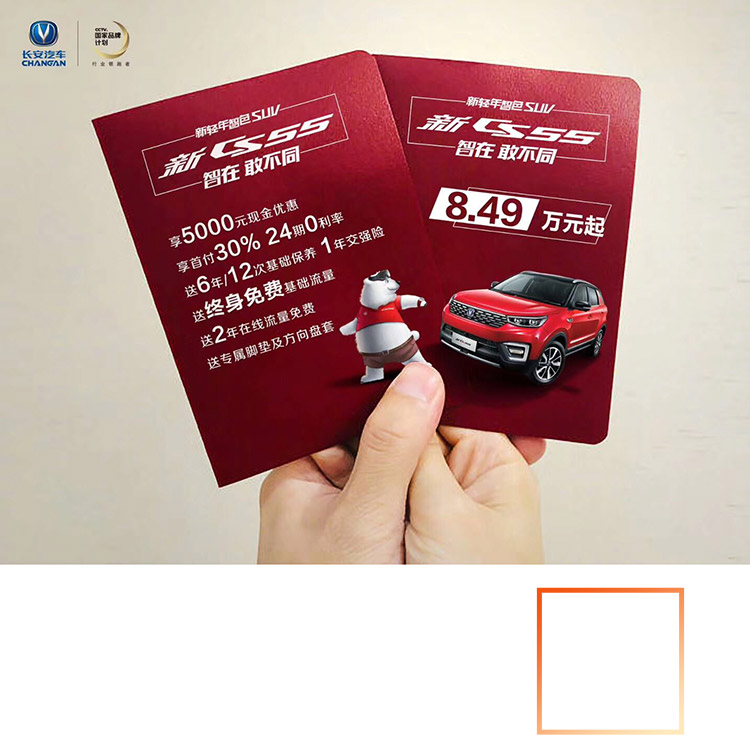 长安汽车
CHANGAN
CCTV.
国家品牌
计划
行业领跑者
新轻年智色SUV
新CS55
智在 敢不同
享5000元现金优惠
享首付30% 24期0利率
送6年/12次基础保养 1年交强险
送终身免费基础流量
送2年在线流量免费
送专属脚垫及方向盘套
新轻年智色SUV
新CS55
智在 敢不同
8.49 万元起